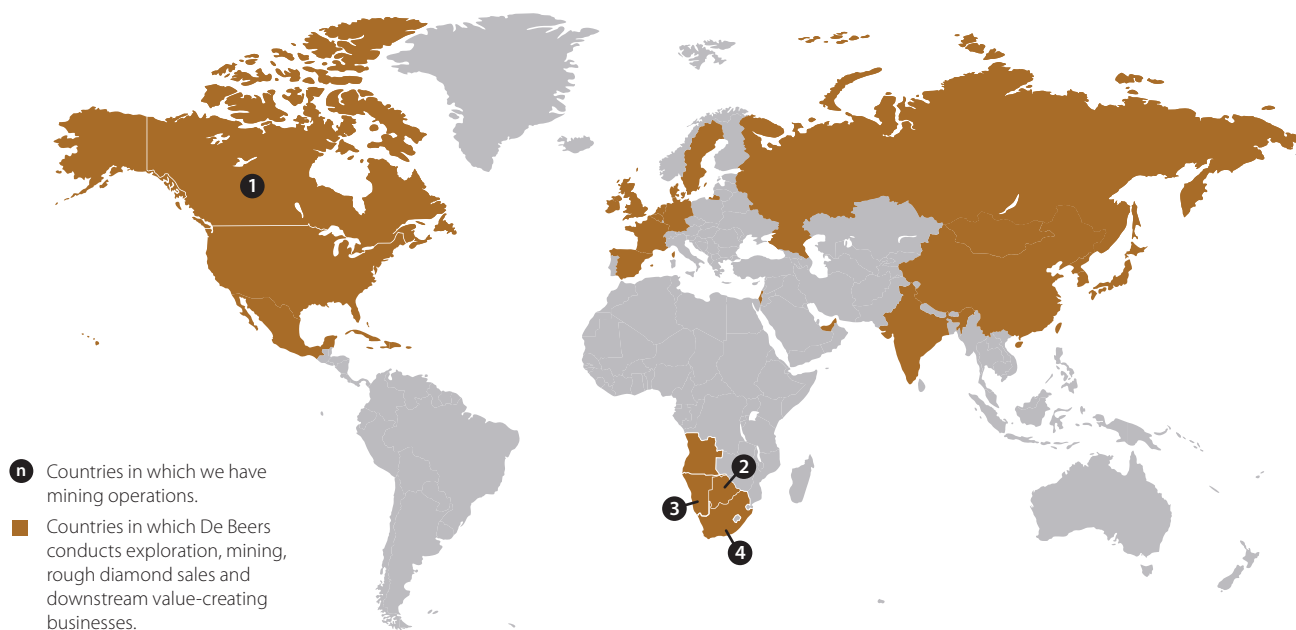 1
2
3
4
n
Countries in which we have
mining operations.
Countries in which De Beers
conducts exploration, mining,
rough diamond sales and
downstream value-creating
businesses.